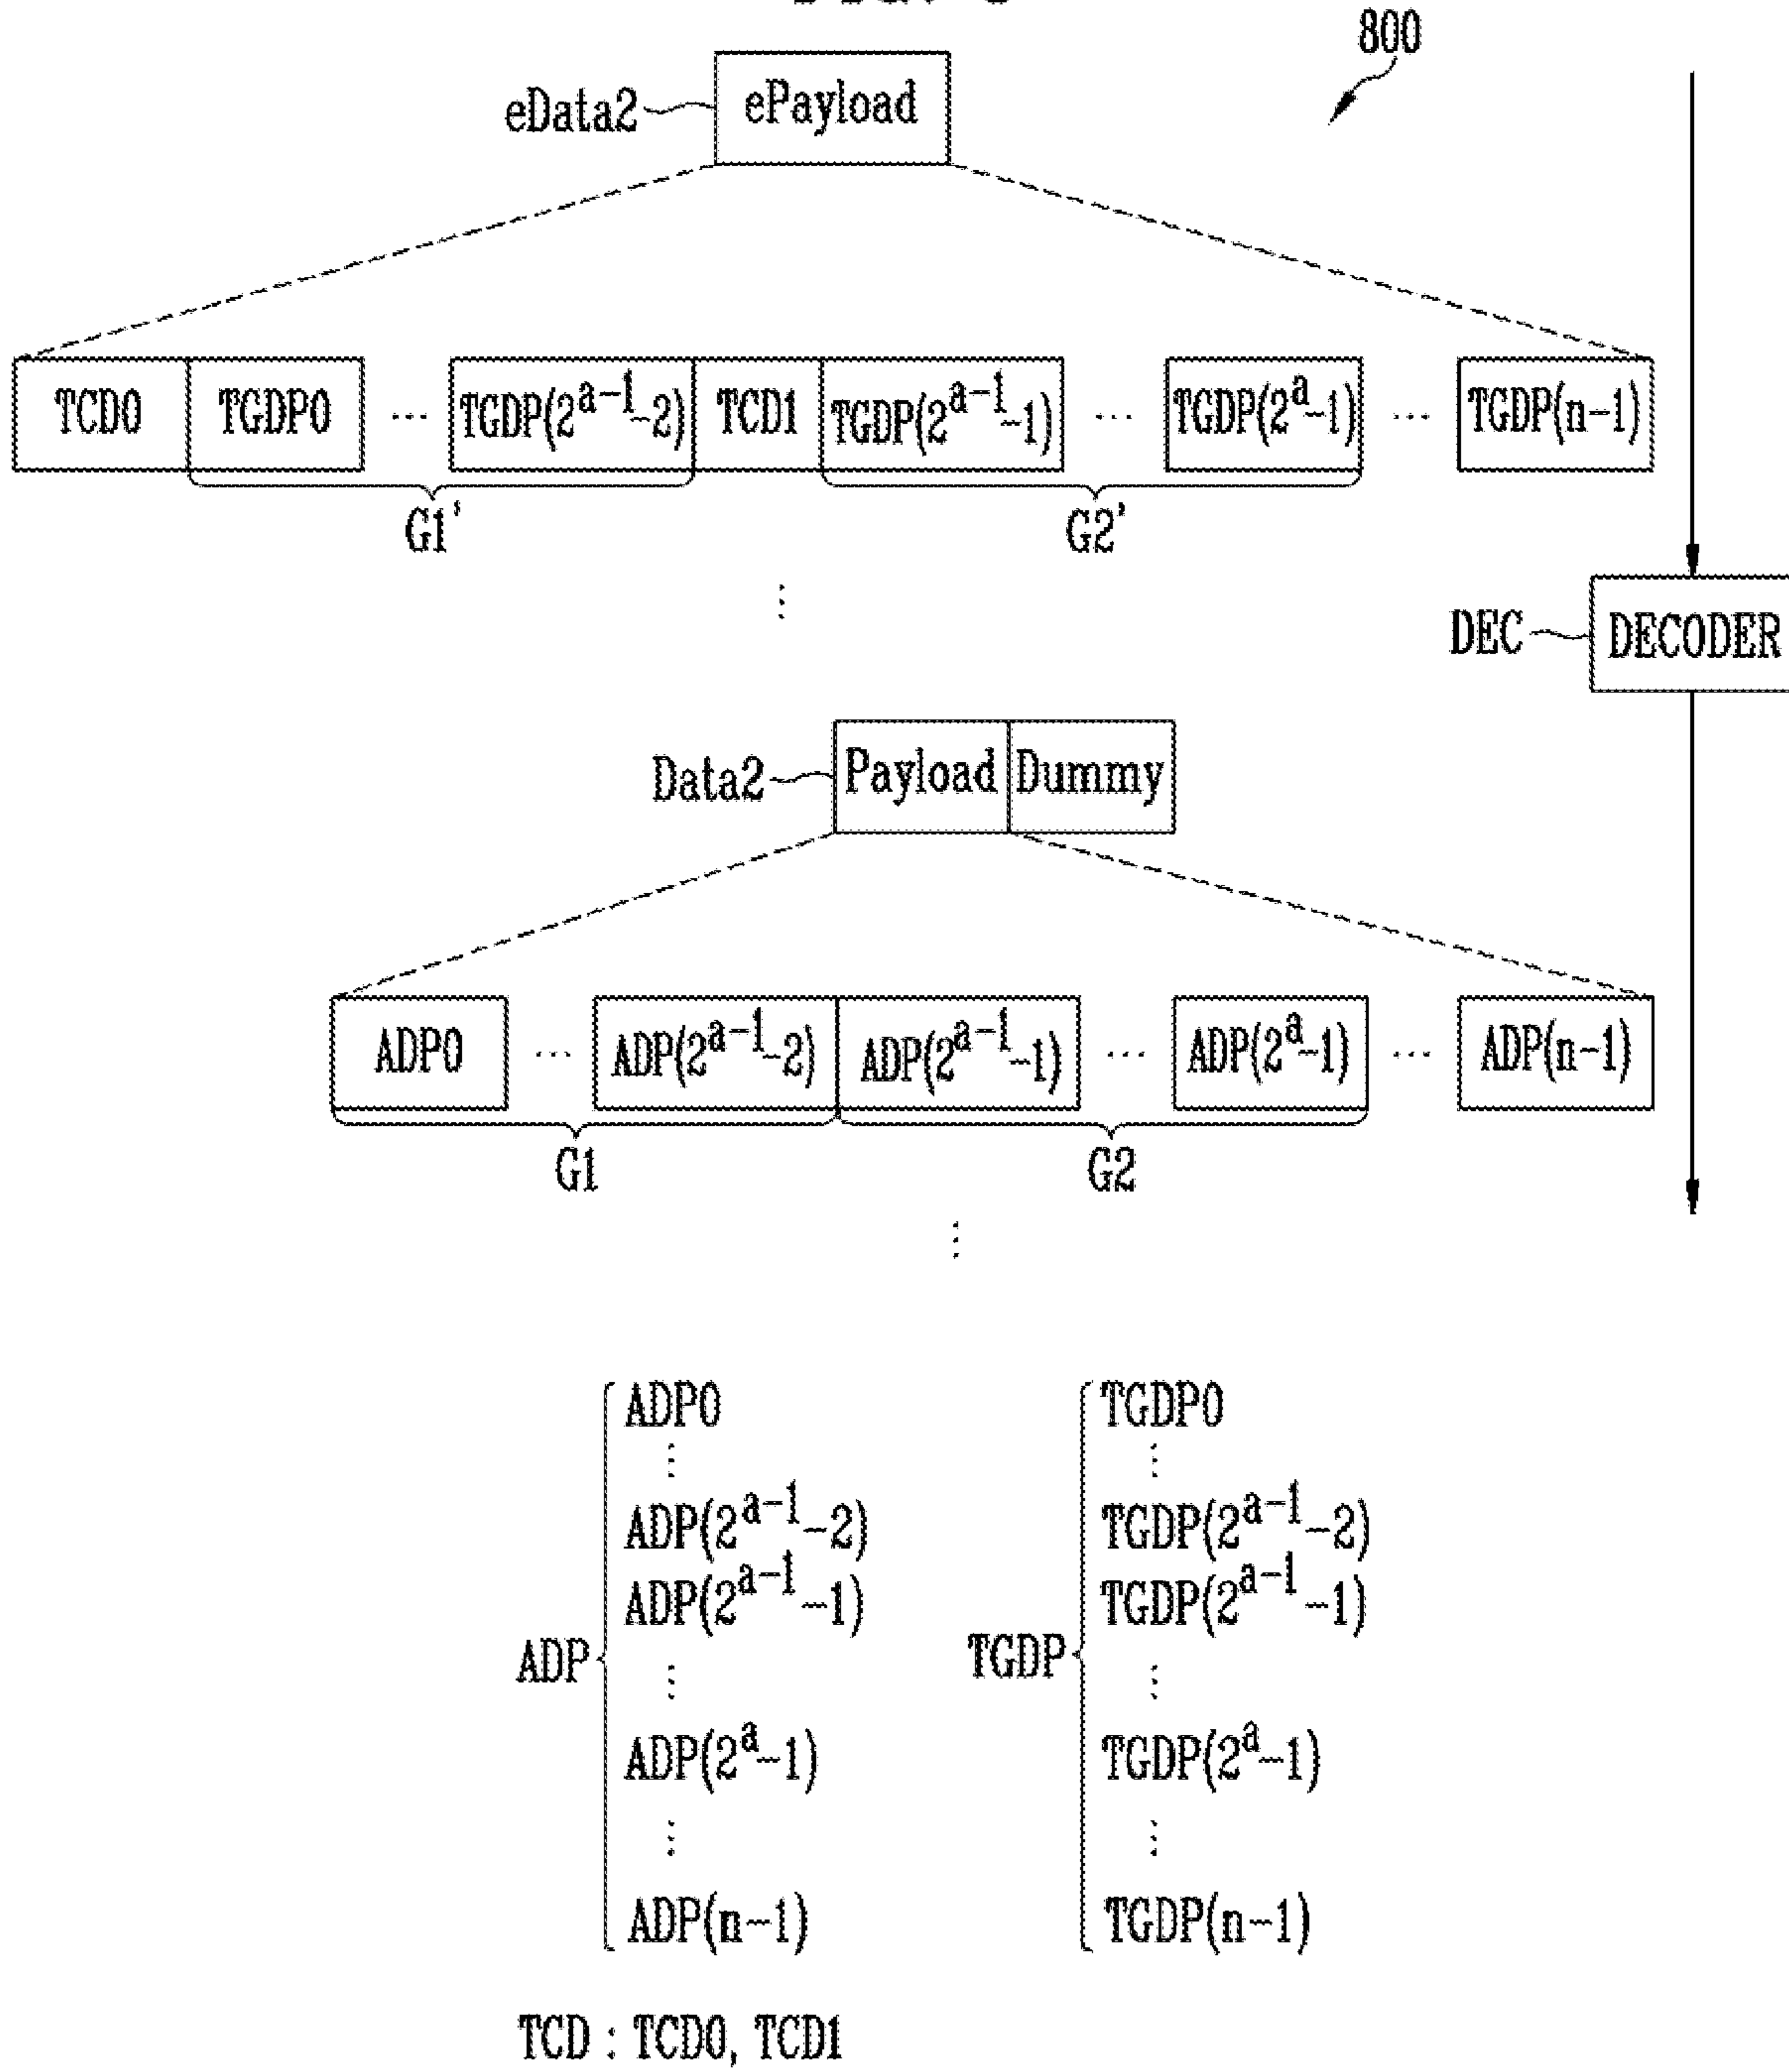 800
eData2 ePayload
TCD0 TGDP0 ... TGDP(2^{a-1}-2) TCD1 TGDP(2^{a-1}-1) ... TGDP(2^{a}-1) ... TGDP(n-1)
G1' G2'
⋮
DEC DECODER
Data2 Payload Dummy
ADP0 ... ADP(2^{a-1}-2) ADP(2^{a-1}-1) ... ADP(2^{a}-1) ... ADP(n-1)
G1 G2
⋮
ADP0 TGDP0
⋮ ⋮
ADP(2^{a-1}-2) TGDP(2^{a-1}-2)
ADP(2^{a-1}-1) TGDP(2^{a-1}-1)
ADP ⋮ TGDP ⋮
ADP(2^{a}-1) TGDP(2^{a}-1)
⋮ ⋮
ADP(n-1) TGDP(n-1)
TCD : TCD0, TCD1